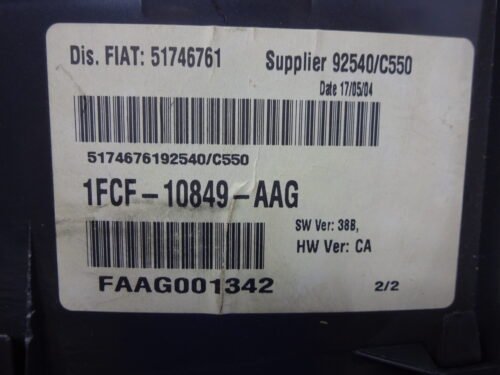 Dis. FIAT: 51746761 Supplier 92540/C550
Date 17/05/04
5174676192540/C550
1FCF-10849-AAG
SW Ver: 38B,
HW Ver: CA
FAAG001342 2/2